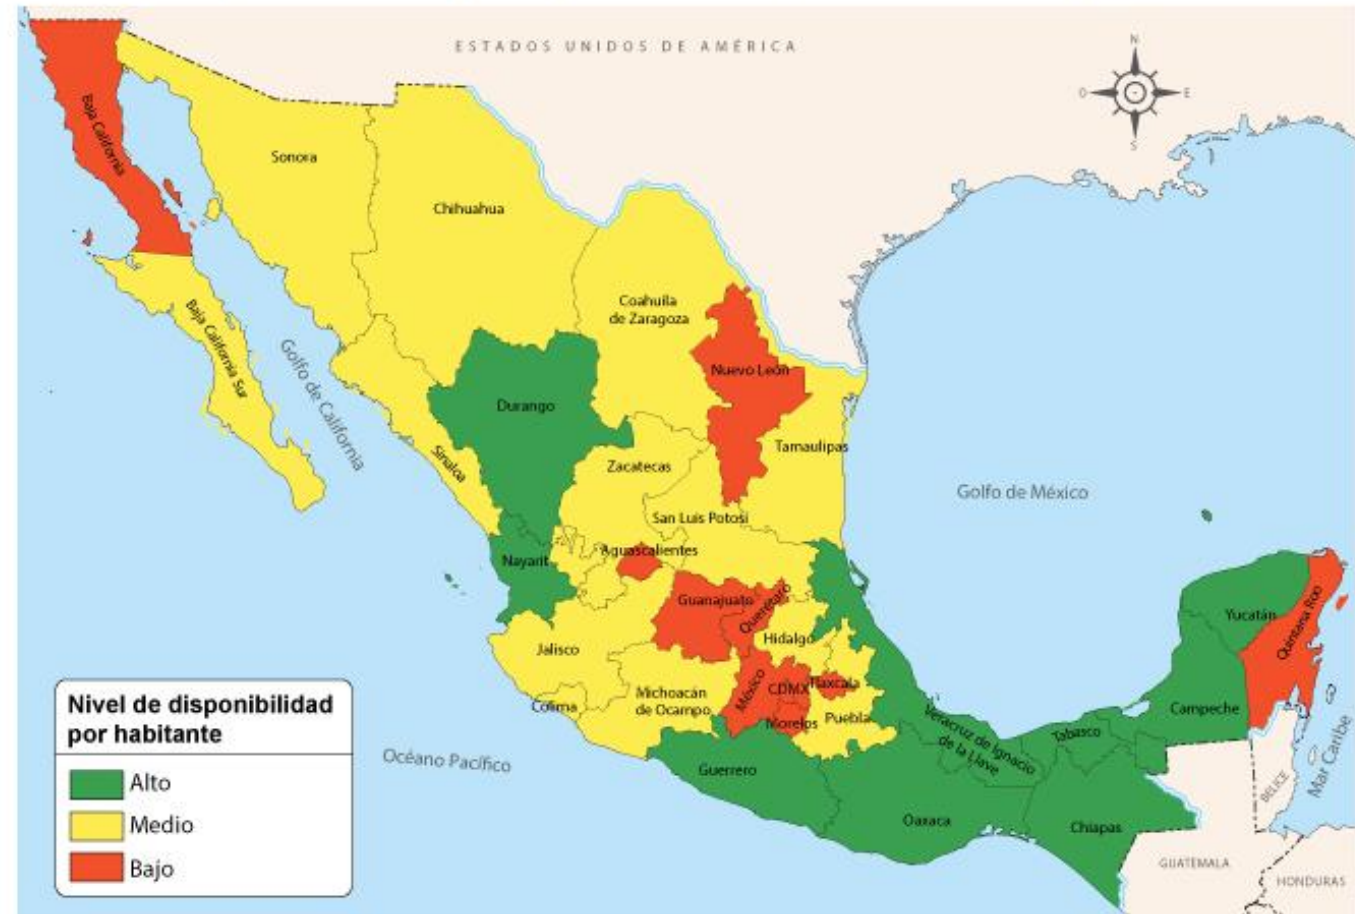 ESTADOS UNIDOS DE AMÉRICA
N
O
E
S
Baja California
Sonora
Chihuahua
Coahuila
de Zaragoza
Baja California Sur
Golfo de California
Nuevo León
Durango
Sinaloa
Tamaulipas
Zacatecas
San Luis Potosí
Golfo de México
Nayarit
Aguascalientes
Guanajuato
Querétaro
Hidalgo
Jalisco
Yucatán
Quintana Roo
Colima
Michoacán
de Ocampo
México
CDMX
Tlaxcala
Morelos
Puebla
Campeche
Veracruz de Ignacio
de la Llave
Tabasco
Océano Pacífico
Guerrero
Oaxaca
Chiapas
BELICE
Mar Caribe
GUATEMALA
HONDURAS
Nivel de disponibilidad
por habitante
Alto
Medio
Bajo